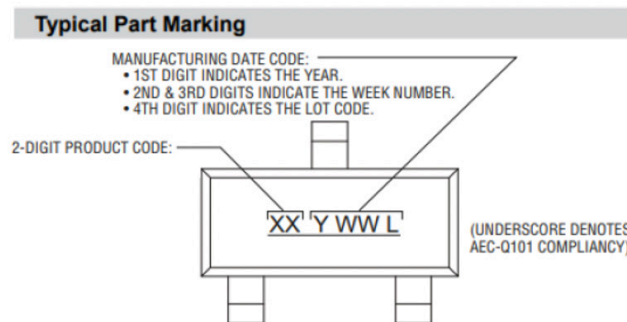 Typical Part Marking
MANUFACTURING DATE CODE:
• 1ST DIGIT INDICATES THE YEAR.
• 2ND & 3RD DIGITS INDICATE THE WEEK NUMBER.
• 4TH DIGIT INDICATES THE LOT CODE.
2-DIGIT PRODUCT CODE:
XX Y WW L
(UNDERSCORE DENOTES
AEC-Q101 COMPLIANCY)